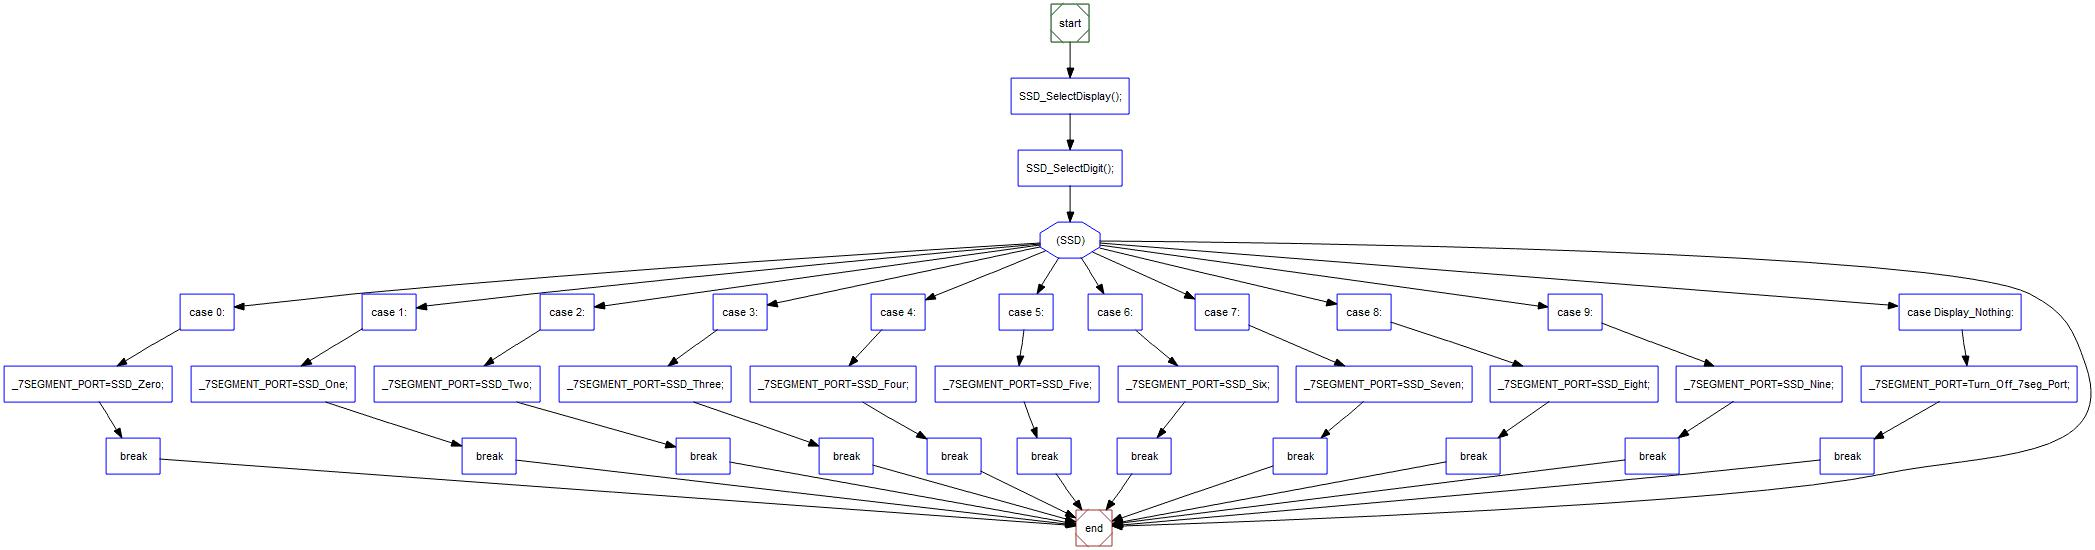 start
SSD_SelectDisplay();
SSD_SelectDigit();
(SSD)
case 0:
case 1:
case 2:
case 3:
case 4:
case 5:
case 6:
case 7:
case 8:
case 9:
case Display_Nothing:
_7SEGMENT_PORT=SSD_Zero;
_7SEGMENT_PORT=SSD_One;
_7SEGMENT_PORT=SSD_Two;
_7SEGMENT_PORT=SSD_Three;
_7SEGMENT_PORT=SSD_Four;
_7SEGMENT_PORT=SSD_Five;
_7SEGMENT_PORT=SSD_Six;
_7SEGMENT_PORT=SSD_Seven;
_7SEGMENT_PORT=SSD_Eight;
_7SEGMENT_PORT=SSD_Nine;
_7SEGMENT_PORT=Turn_Off_7seg_Port;
break
break
break
break
break
break
break
break
break
break
break
end